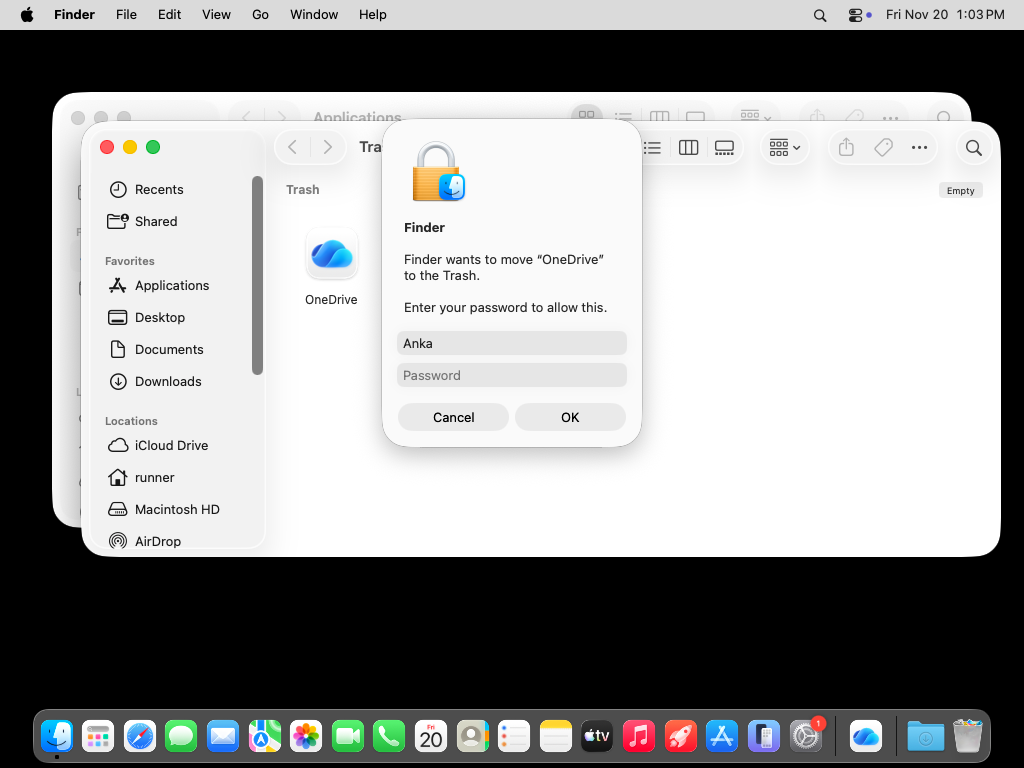 Finder File Edit View Go Window Help Fri Nov 20 1:03 PM
Applications
Recents
Shared
Favorites
Applications
Desktop
Documents
Downloads
Locations
iCloud Drive
runner
Macintosh HD
AirDrop
Trash
Empty
OneDrive
Finder
Finder wants to move “OneDrive”
to the Trash.
Enter your password to allow this.
Anka
Password
Cancel OK
Fri
20
tv
1